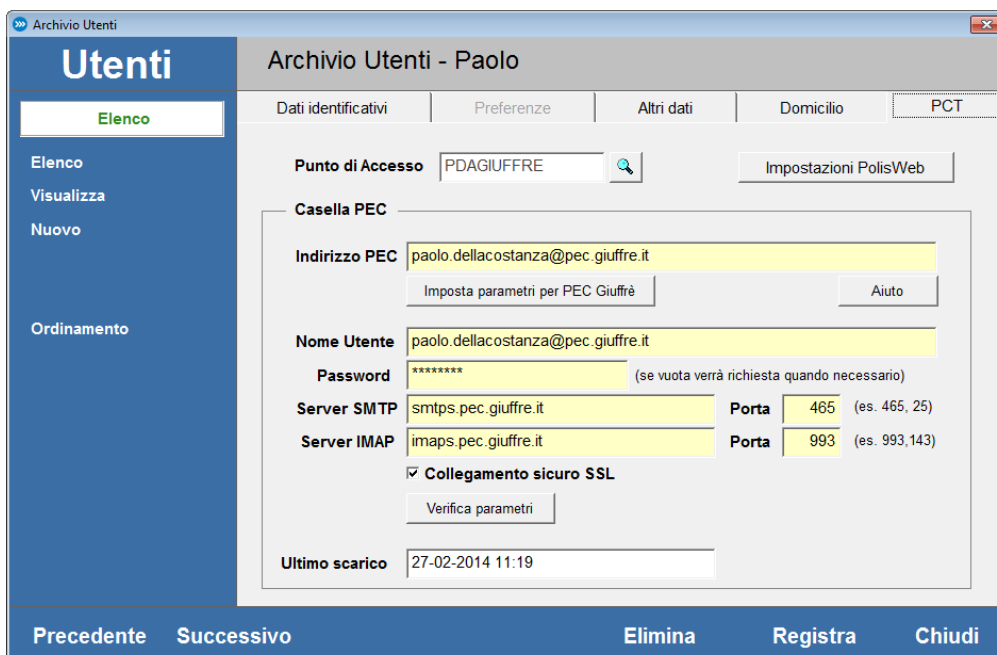 Archivio Utenti
Utenti
Archivio Utenti - Paolo
Elenco
Elenco
Visualizza
Nuovo
Ordinamento
Dati identificativi Preferenze Altri dati Domicilio PCT
Punto di Accesso PDAGIUFFRE Impostazioni PolisWeb
Casella PEC
Indirizzo PEC paolo.dellacostanza@pec.giuffre.it
Imposta parametri per PEC Giuffrè Aiuto
Nome Utente paolo.dellacostanza@pec.giuffre.it
Password ******** (se vuota verrà richiesta quando necessario)
Server SMTP smtps.pec.giuffre.it Porta 465 (es. 465, 25)
Server IMAP imaps.pec.giuffre.it Porta 993 (es. 993,143)
Collegamento sicuro SSL
Verifica parametri
Ultimo scarico 27-02-2014 11:19
Precedente Successivo Elimina Registra Chiudi